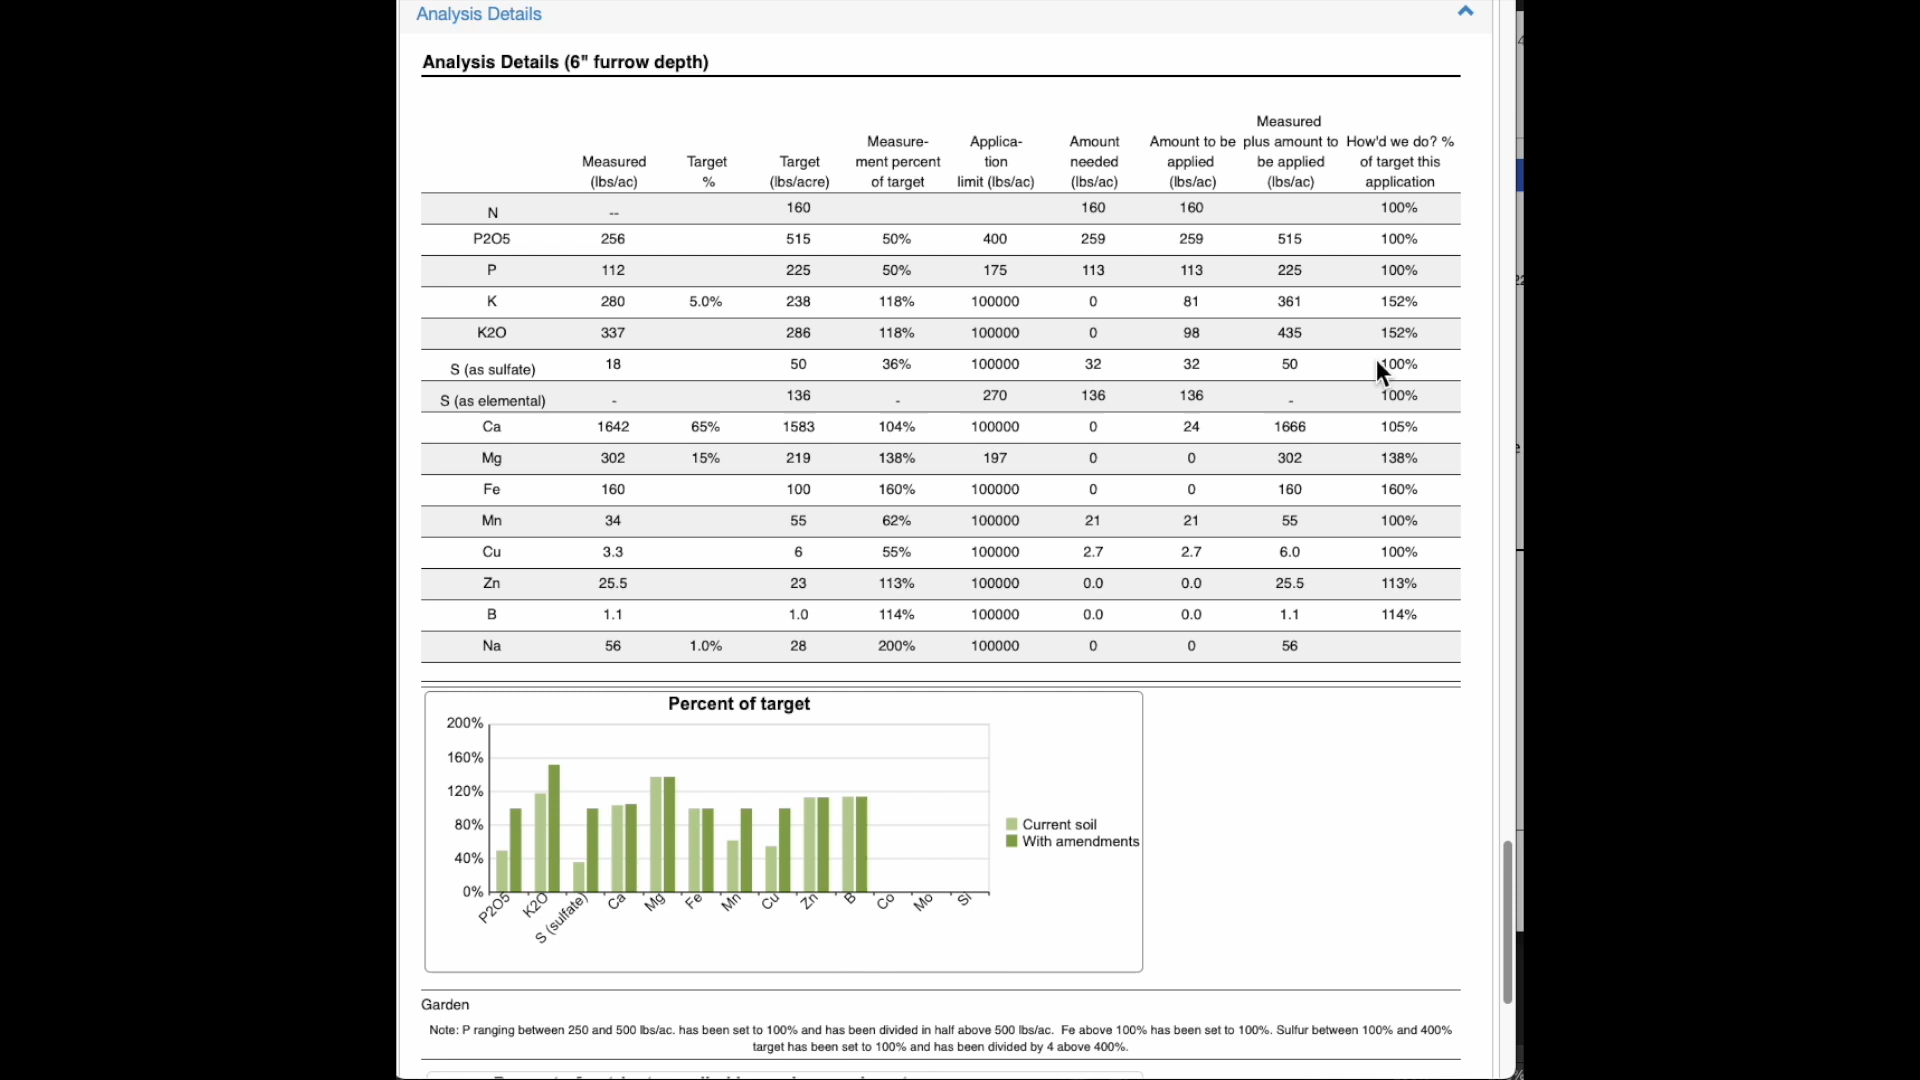 Analysis Details
Analysis Details (6" furrow depth)
Measured
Measure- Applica- Amount Amount to be plus amount to How'd we do? %
Measured Target Target ment percent tion needed applied be applied of target this
(lbs/ac) % (lbs/acre) of target limit (lbs/ac) (lbs/ac) (lbs/ac) (lbs/ac) application
N -- 160 160 160 100%
P2O5 256 515 50% 400 259 259 515 100%
P 112 225 50% 175 113 113 225 100%
K 280 5.0% 238 118% 100000 0 81 361 152%
K2O 337 286 118% 100000 0 98 435 152%
S (as sulfate) 18 50 36% 100000 32 32 50 100%
S (as elemental) - 136 - 270 136 136 - 100%
Ca 1642 65% 1583 104% 100000 0 24 1666 105%
Mg 302 15% 219 138% 197 0 0 302 138%
Fe 160 100 160% 100000 0 0 160 160%
Mn 34 55 62% 100000 21 21 55 100%
Cu 3.3 6 55% 100000 2.7 2.7 6.0 100%
Zn 25.5 23 113% 100000 0.0 0.0 25.5 113%
B 1.1 1.0 114% 100000 0.0 0.0 1.1 114%
Na 56 1.0% 28 200% 100000 0 0 56
Percent of target
200%
160%
120%
80%
40%
0%
P2O5 K2O S (sulfate) Ca Mg Fe Mn Cu Zn B Co Mo Si
Current soil
With amendments
Garden
Note: P ranging between 250 and 500 lbs/ac. has been set to 100% and has been divided in half above 500 lbs/ac. Fe above 100% has been set to 100%. Sulfur between 100% and 400%
target has been set to 100% and has been divided by 4 above 400%.